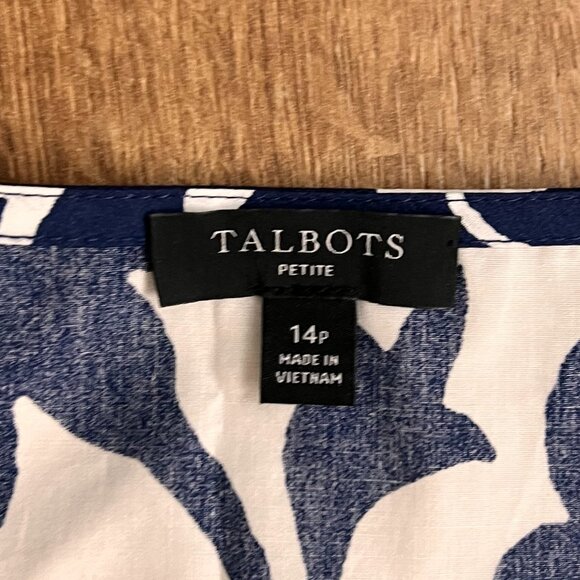 TALBOTS
PETITE
14P
MADE IN
VIETNAM